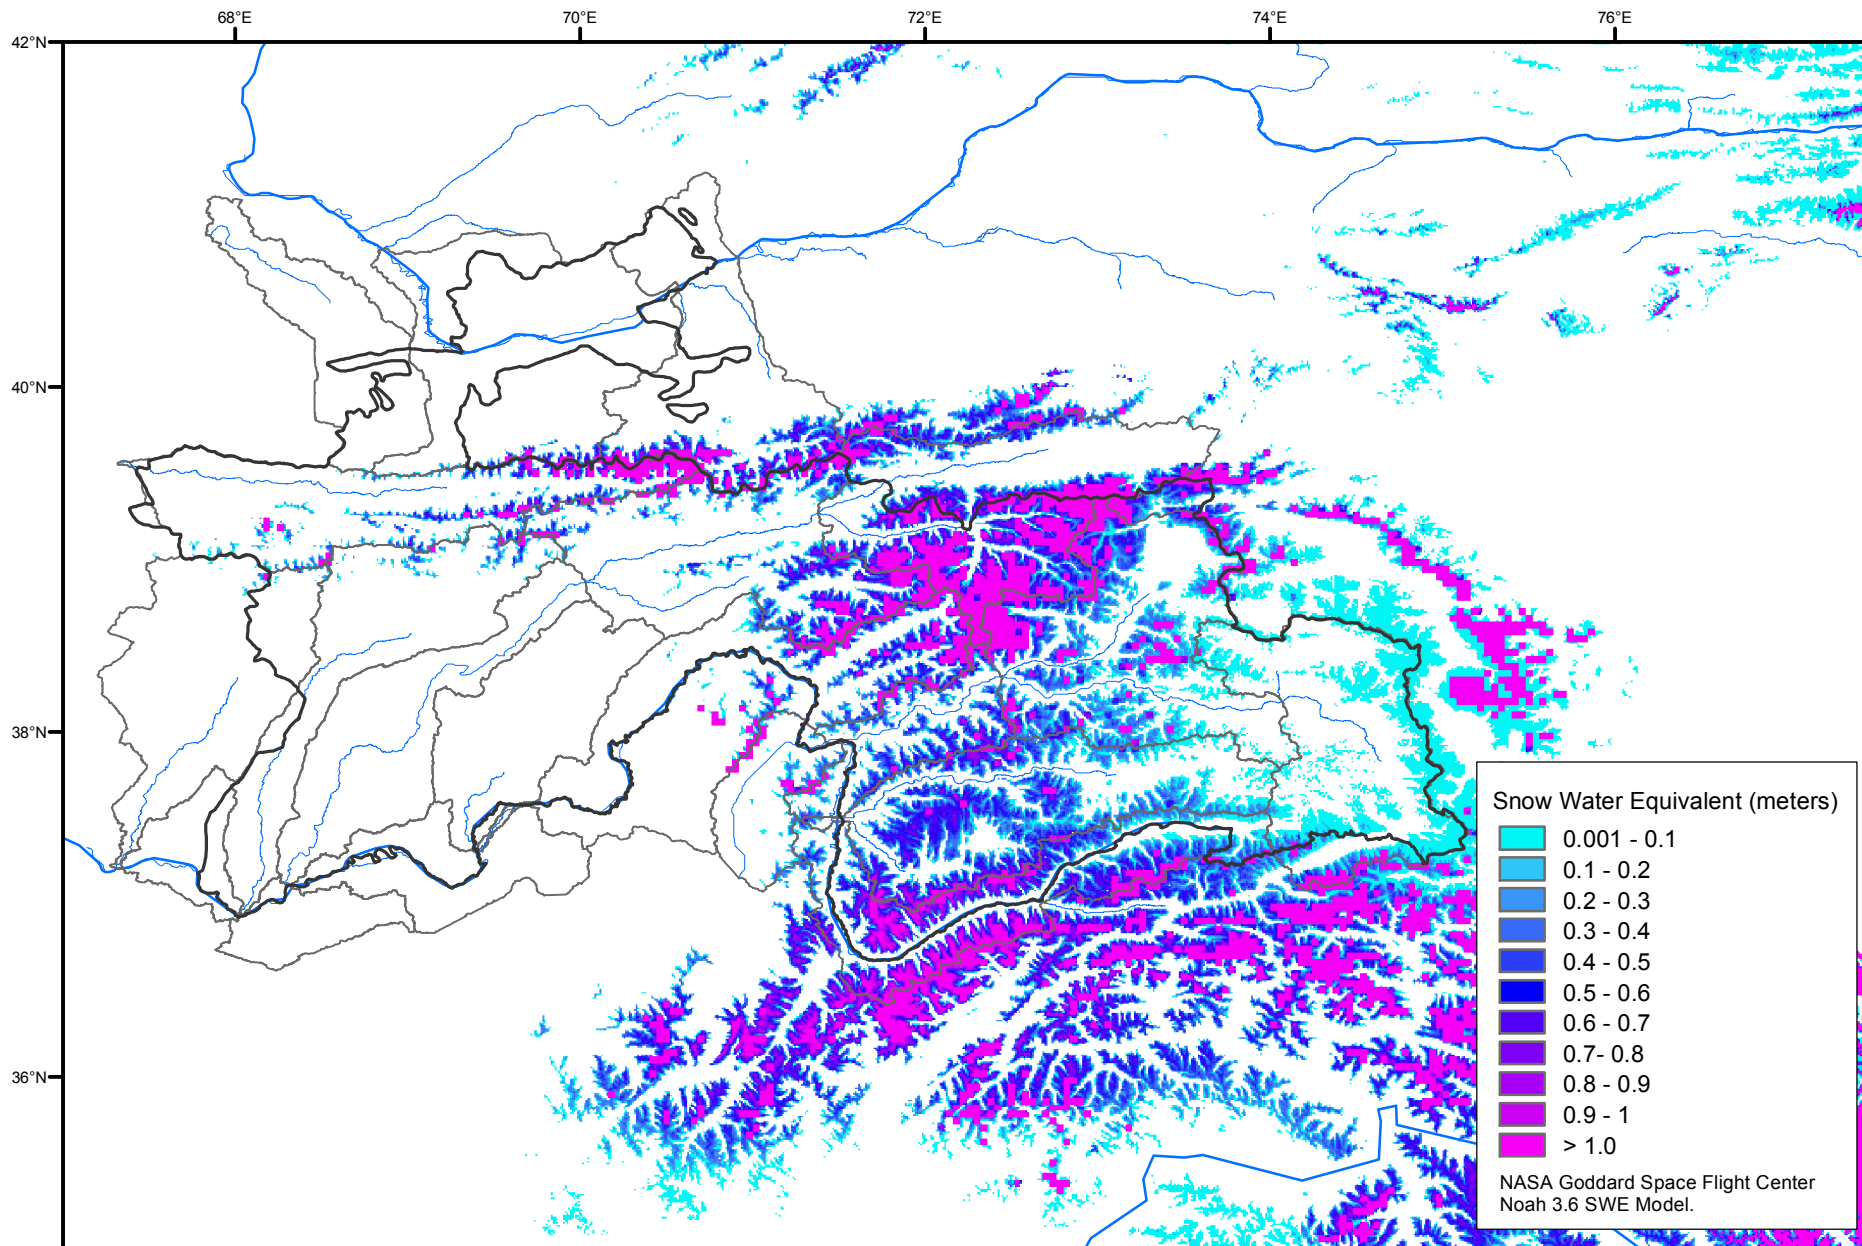 68°E 70°E 72°E 74°E 76°E
42°N
40°N
38°N
36°N
Snow Water Equivalent (meters)
0.001 - 0.1
0.1 - 0.2
0.2 - 0.3
0.3 - 0.4
0.4 - 0.5
0.5 - 0.6
0.6 - 0.7
0.7- 0.8
0.8 - 0.9
0.9 - 1
> 1.0
NASA Goddard Space Flight Center
Noah 3.6 SWE Model.